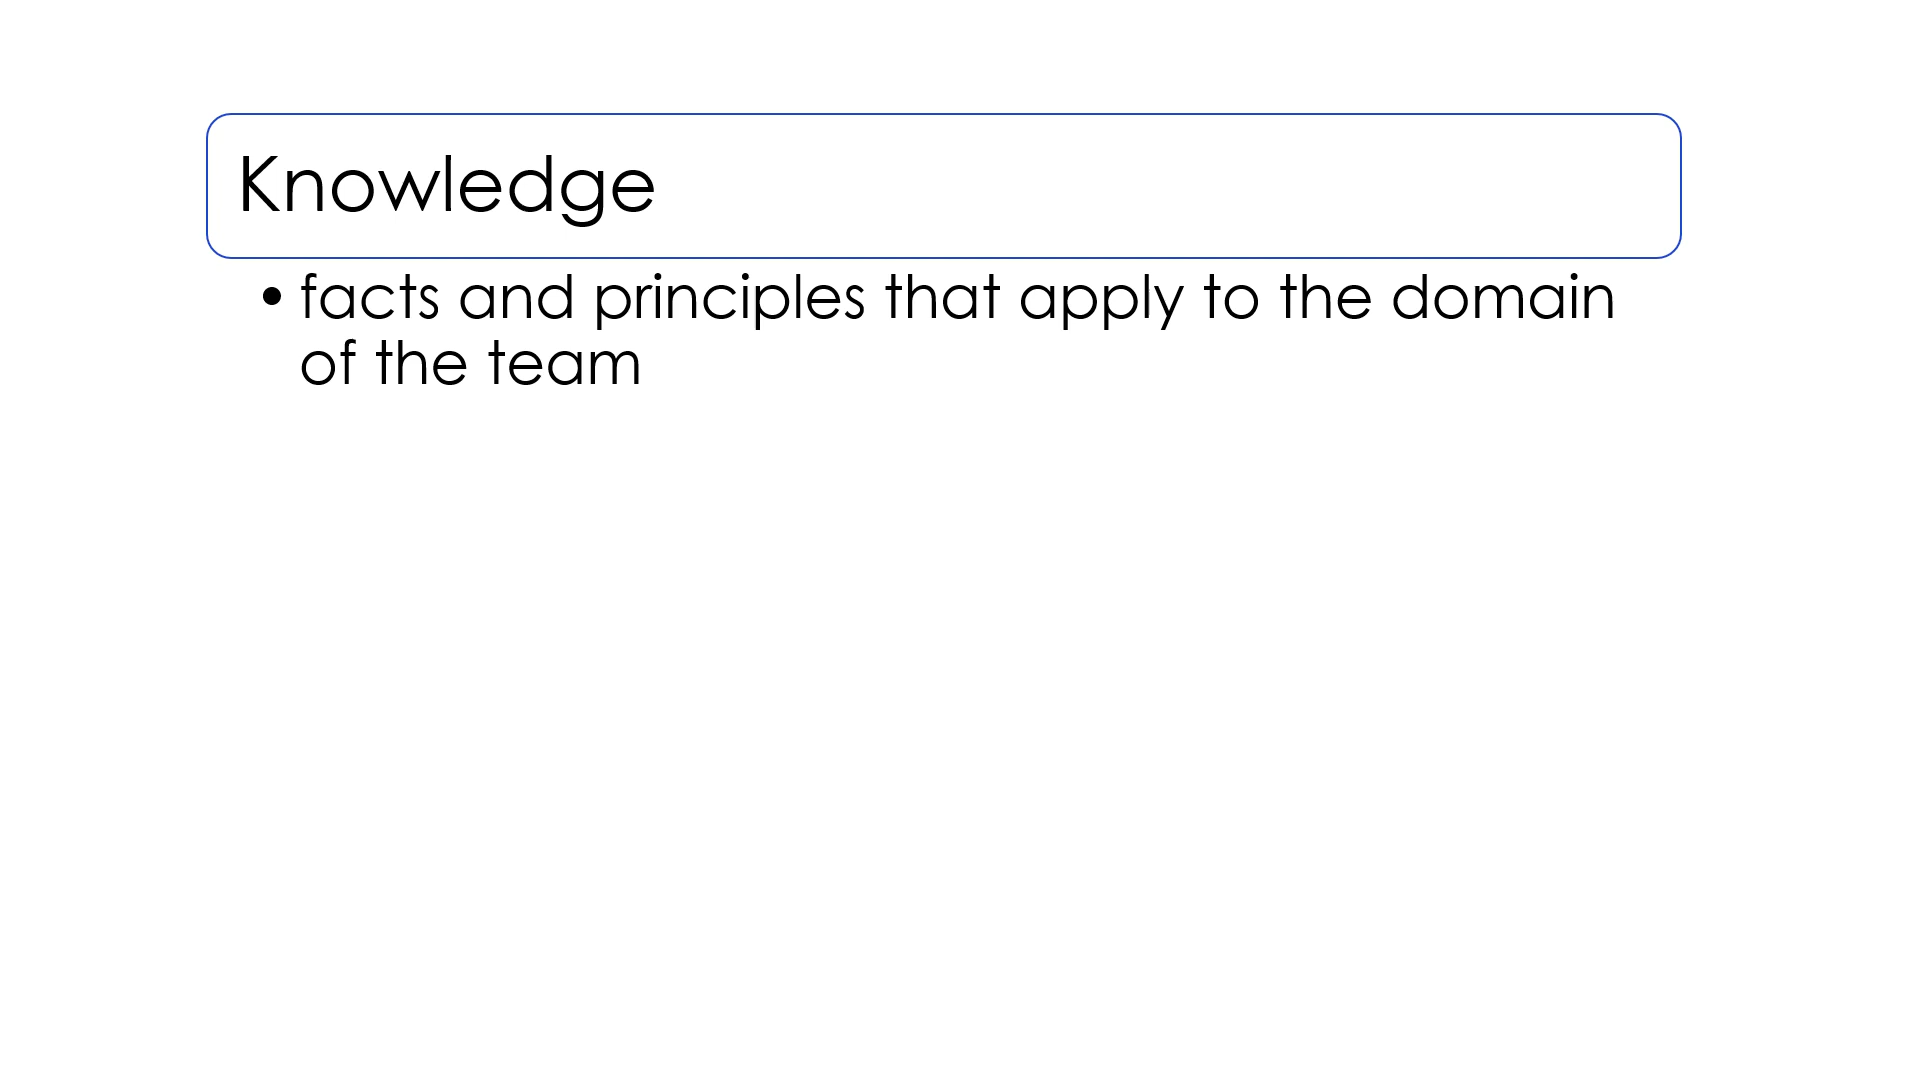 Knowledge
• facts and principles that apply to the domain
of the team